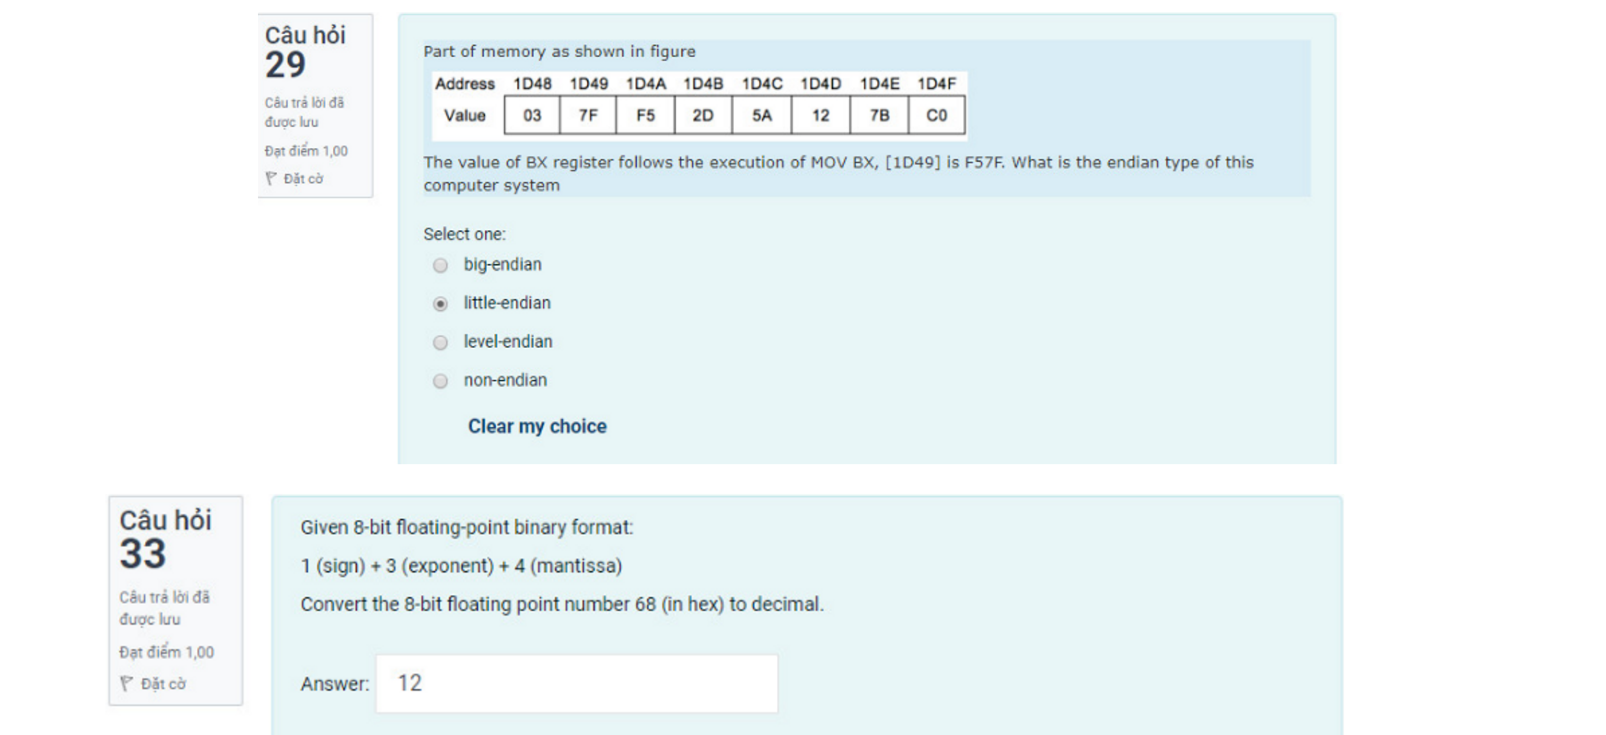 Câu hỏi
29
Câu trả lời đã
được lưu
Đạt điểm 1,00
Đặt cờ
Part of memory as shown in figure
Address 1D48 1D49 1D4A 1D4B 1D4C 1D4D 1D4E 1D4F
Value 03 7F F5 2D 5A 12 7B C0
The value of BX register follows the execution of MOV BX, [1D49] is F57F. What is the endian type of this
computer system
Select one:
big-endian
little-endian
level-endian
non-endian
Clear my choice
Câu hỏi
33
Câu trả lời đã
được lưu
Đạt điểm 1,00
Đặt cờ
Given 8-bit floating-point binary format:
1 (sign) + 3 (exponent) + 4 (mantissa)
Convert the 8-bit floating point number 68 (in hex) to decimal.
Answer: 12